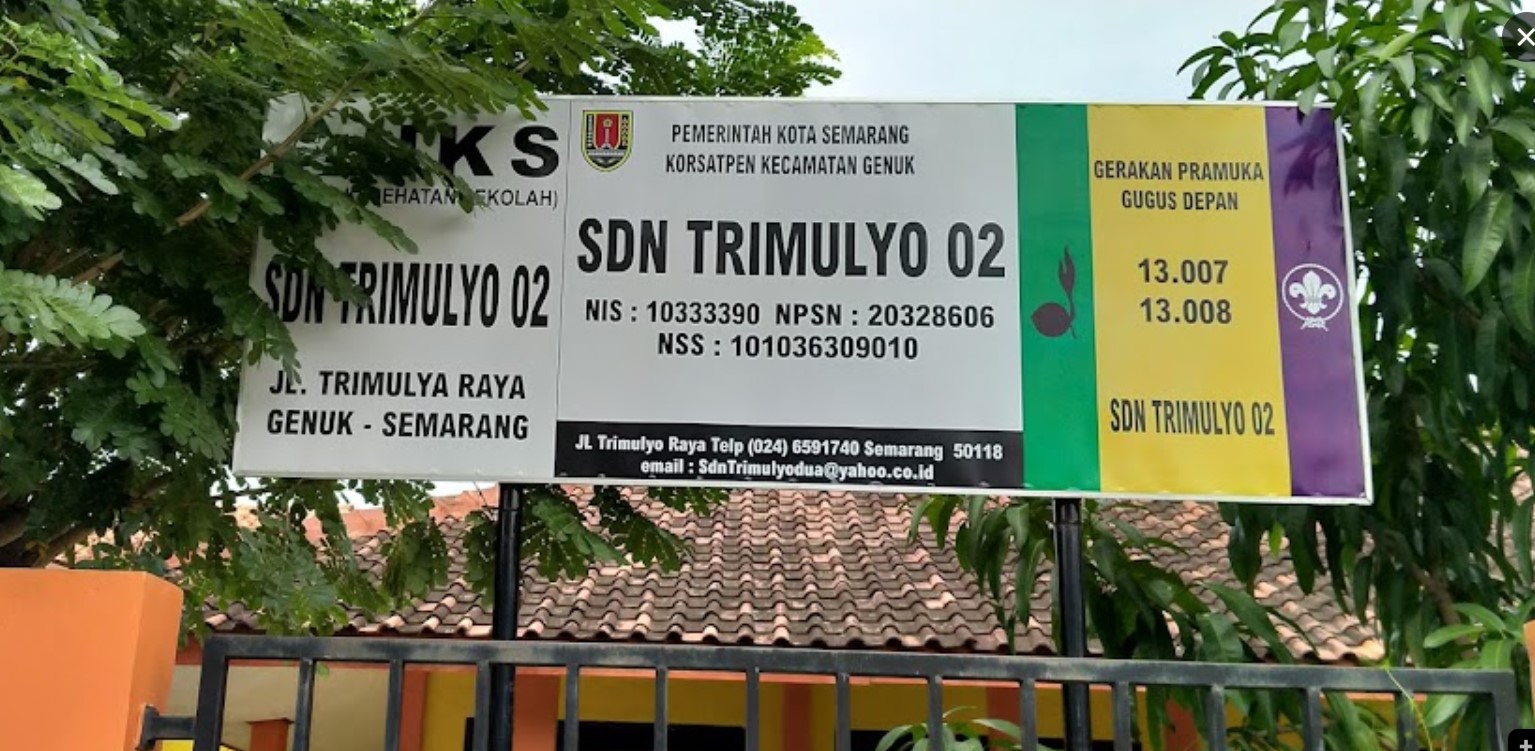 KS
SEKOLAH)
SDN TRIMULYO 02
JL. TRIMULYA RAYA
GENUK - SEMARANG
PEMERINTAH KOTA SEMARANG
KORSATPEN KECAMATAN GENUK
SDN TRIMULYO 02
NIS : 10333390 NPSN : 20328606
NSS : 101036309010
JL Trimulyo Raya Telp (024) 6591740 Semarang 50118
email : SdnTrimulyodua@yahoo.co.id
GERAKAN PRAMUKA
GUGUS DEPAN
13.007
13.008
SDN TRIMULYO 02